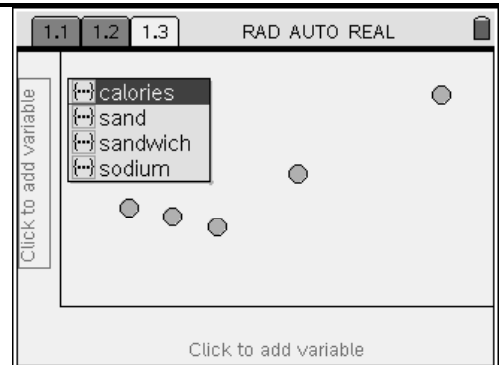 1.1 1.2 1.3 RAD AUTO REAL
Click to add variable
calories
sand
sandwich
sodium
Click to add variable